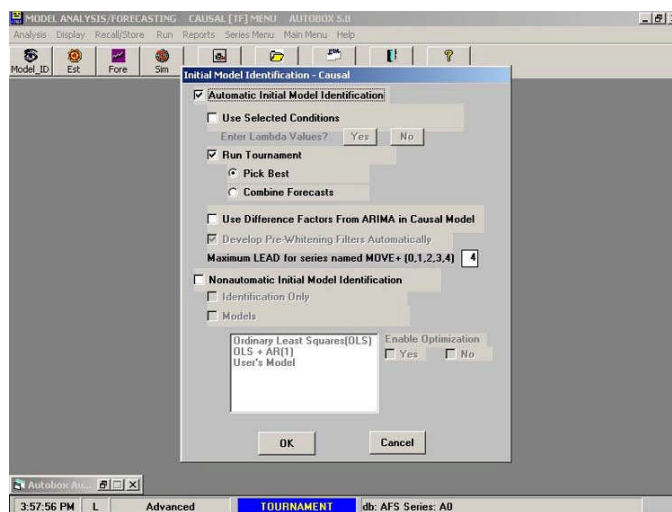 MODEL ANALYSIS/FORECASTING CAUSAL [TF] MENU AUTOBOX 5.0
Analysis Display Recall/Store Run Reports Series Menu Main Menu Help
Model_ID Est Fore Sim
Initial Model Identification - Causal
Automatic Initial Model Identification
Use Selected Conditions
Enter Lambda Values? Yes No
Run Tournament
Pick Best
Combine Forecasts
Use Difference Factors From ARIMA in Causal Model
Develop Pre-Whitening Filters Automatically
Maximum LEAD for series named MOVE+ (0,1,2,3,4) 4
Nonautomatic Initial Model Identification
Identification Only
Models
Ordinary Least Squares(OLS) Enable Optimization
OLS + AR(1) Yes No
User's Model
OK Cancel
Autobox Au...
3:57:56 PM L Advanced TOURNAMENT db: AFS Series: A0